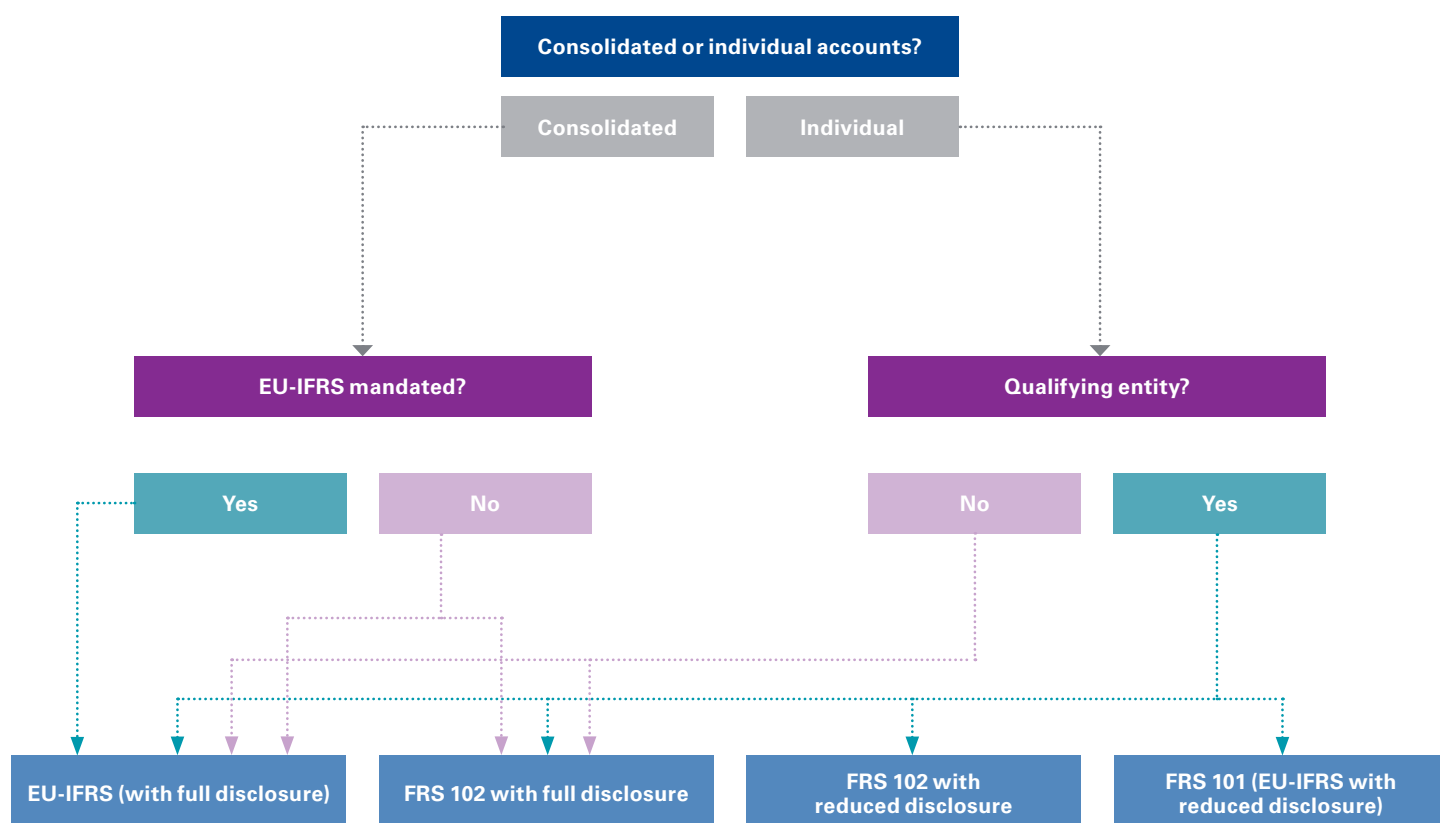 Consolidated or individual accounts?
Consolidated
Individual
EU-IFRS mandated?
Qualifying entity?
Yes
No
No
Yes
EU-IFRS (with full disclosure)
FRS 102 with full disclosure
FRS 102 with
reduced disclosure
FRS 101 (EU-IFRS with
reduced disclosure)